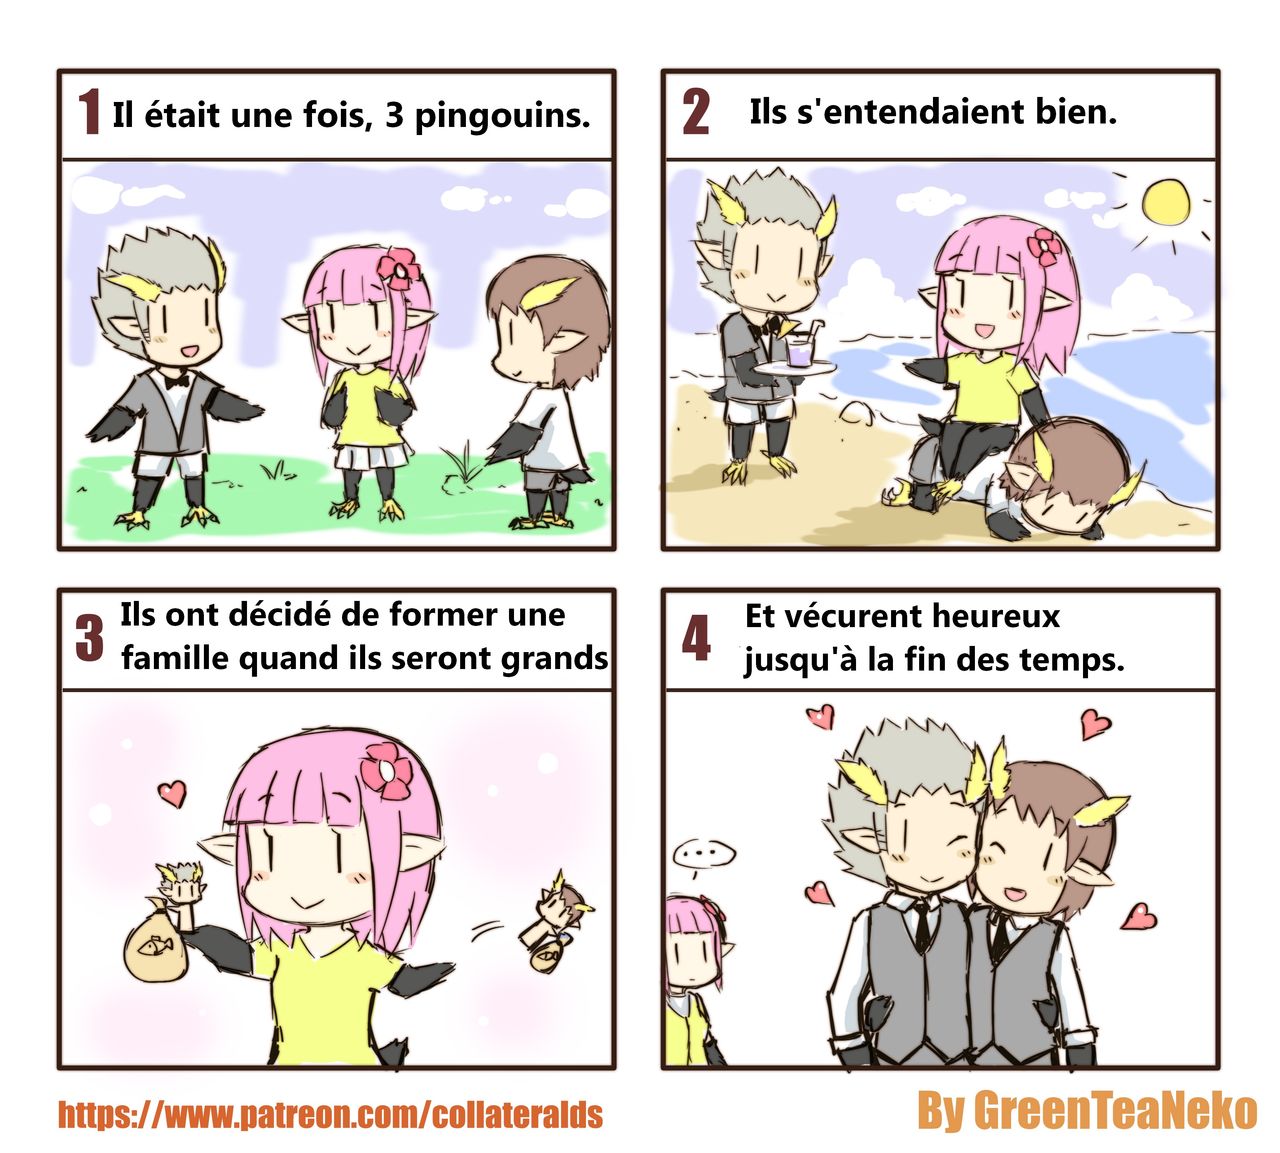 1 Il était une fois, 3 pingouins.
2 Ils s'entendaient bien.
3 Ils ont décidé de former une
famille quand ils seront grands
4 Et vécurent heureux
jusqu'à la fin des temps.
...
https://www.patreon.com/collateralds
By GreenTeaNeko